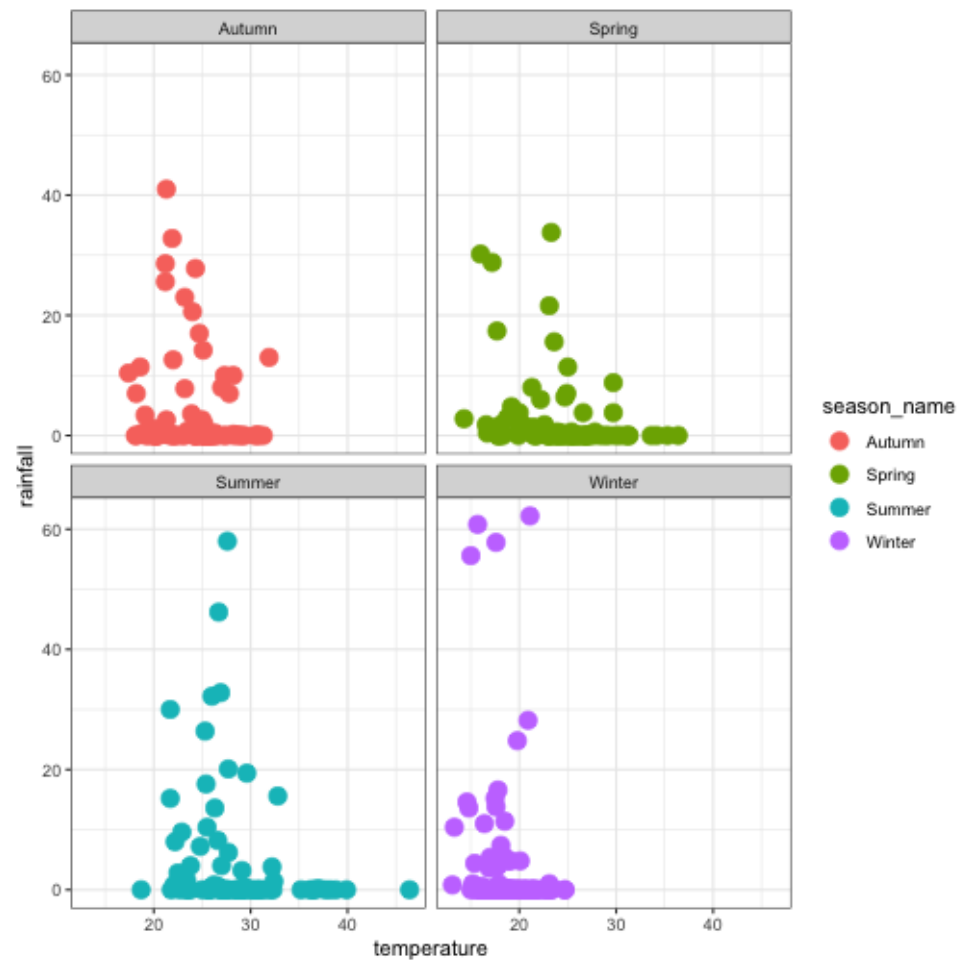 Autumn
Spring
60
40
20
0
Summer
Winter
60
40
20
0
20 30 40
20 30 40
rainfall
temperature
season_name
Autumn
Spring
Summer
Winter